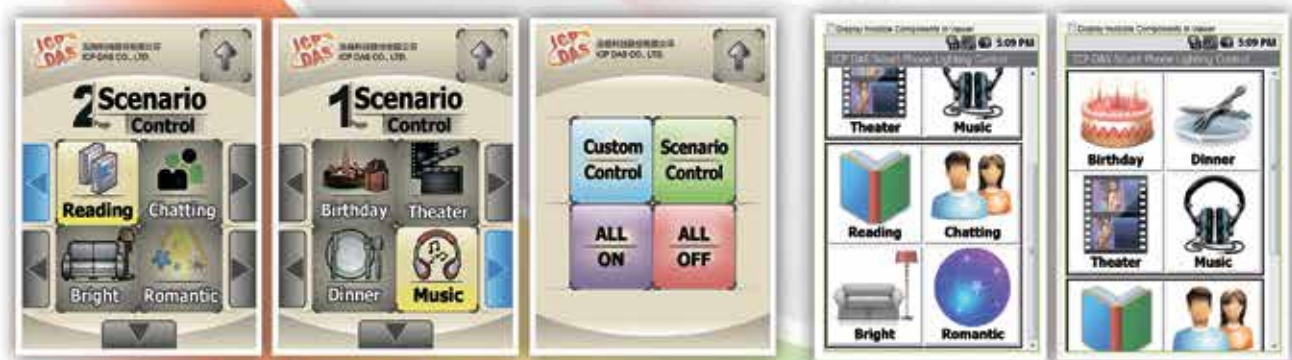 ICP
DAS
ICP DAS CO., LTD.
2 Scenario
Page Control
Reading
Chatting
Bright
Romantic
ICP
DAS
ICP DAS CO., LTD.
1 Scenario
Page Control
Birthday
Theater
Dinner
Music
ICP
DAS
ICP DAS CO., LTD.
Custom
Control
Scenario
Control
ALL
ON
ALL
OFF
Display Invisible Components in Viewer
5:09 PM
ICP DAS Smart Phone Lighting Control
Theater
Music
Reading
Chatting
Bright
Romantic
Display Invisible Components in Viewer
5:09 PM
ICP DAS Smart Phone Lighting Control
Birthday
Dinner
Theater
Music